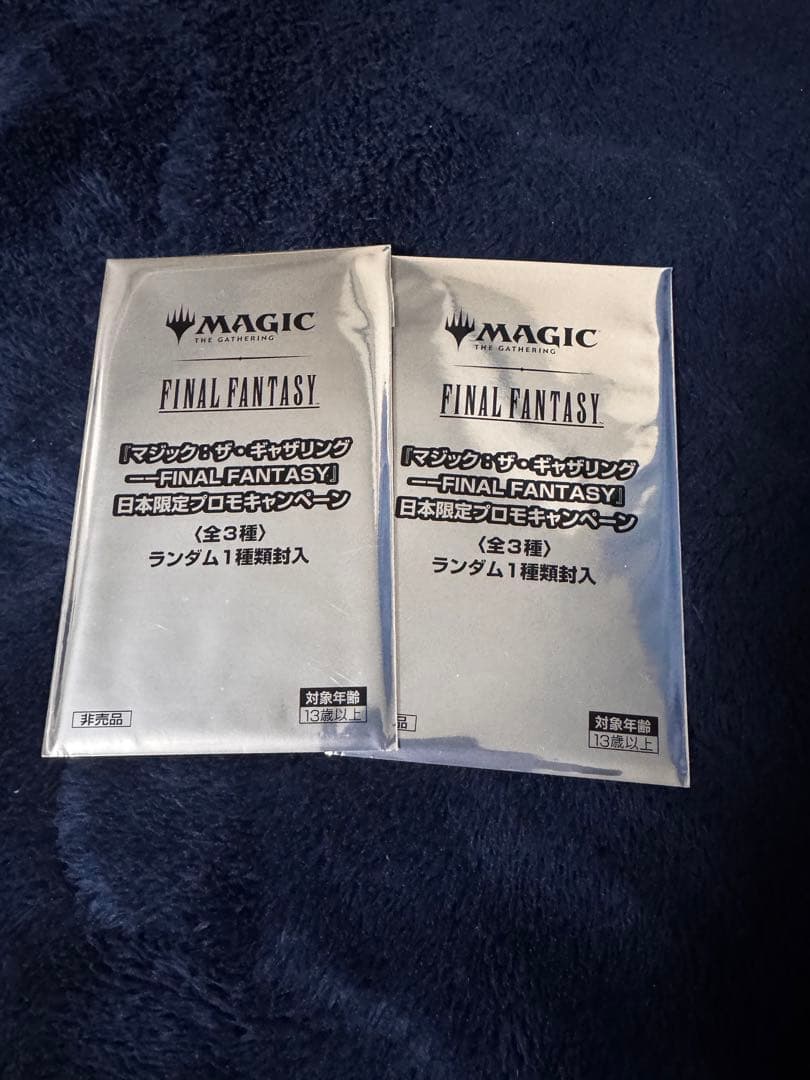 MAGIC
THE GATHERING
FINAL FANTASY
『マジック：ザ・ギャザリング
――FINAL FANTASY』
日本限定プロモキャンペーン
〈全３種〉
ランダム１種類封入
非売品
対象年齢
13歳以上
MAGIC
THE GATHERING
FINAL FANTASY
『マジック：ザ・ギャザリング
――FINAL FANTASY』
日本限定プロモキャンペーン
〈全３種〉
ランダム１種類封入
品
対象年齢
13歳以上